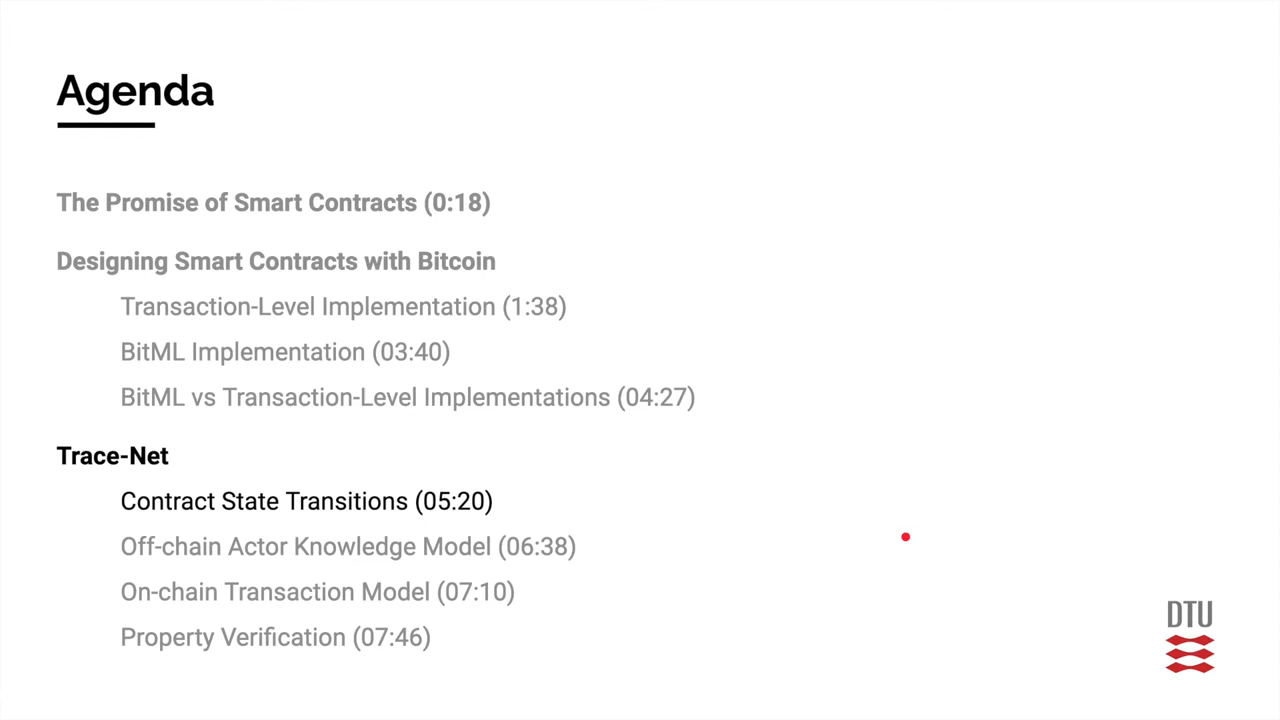 Agenda
The Promise of Smart Contracts (0:18)
Designing Smart Contracts with Bitcoin
Transaction-Level Implementation (1:38)
BitML Implementation (03:40)
BitML vs Transaction-Level Implementations (04:27)
Trace-Net
Contract State Transitions (05:20)
Off-chain Actor Knowledge Model (06:38)
On-chain Transaction Model (07:10)
Property Verification (07:46)
DTU